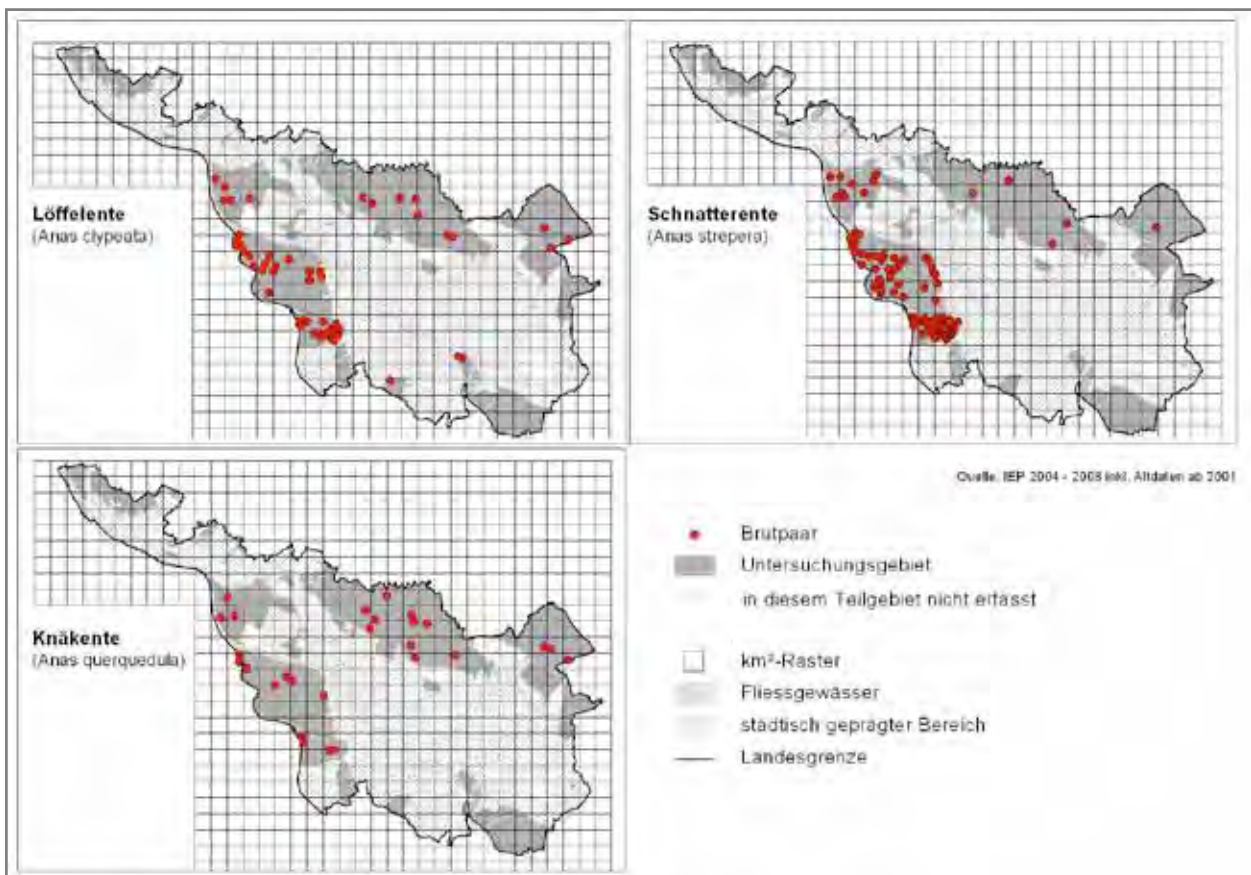 Löffelente
(Anas clypeata)
Schnatterente
(Anas strepera)
Knäkente
(Anas querquedula)
Quelle: IEP 2004 - 2008 inkl. Altdaten ab 2001
Brutpaar
Untersuchungsgebiet
in diesem Teilgebiet nicht erfasst
km²-Raster
Fliessgewässer
städtisch geprägter Bereich
Landesgrenze